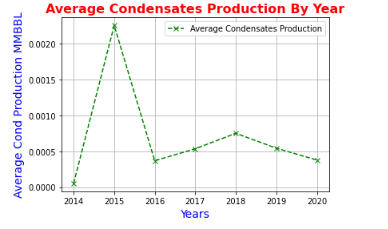 Average Condensates Production By Year
Average Condensates Production
Average Cond Production MMBBL
0.0020
0.0015
0.0010
0.0005
0.0000
2014 2015 2016 2017 2018 2019 2020
Years